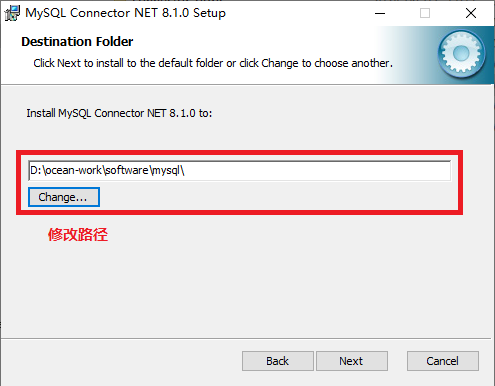 MySQL Connector NET 8.1.0 Setup
Destination Folder
Click Next to install to the default folder or click Change to choose another.
Install MySQL Connector NET 8.1.0 to:
D:\ocean-work\software\mysql\
Change...
修改路径
Back
Next
Cancel